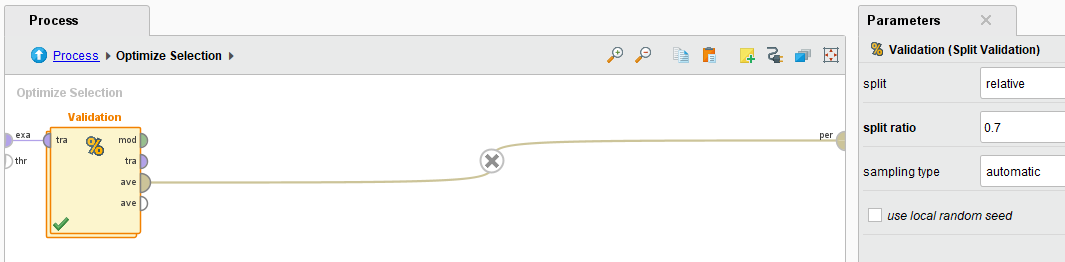 Process
Parameters
Process Optimize Selection
% Validation (Split Validation)
Optimize Selection
split relative
Validation
exa tra % mod per
split ratio 0.7
thr tra
ave
sampling type automatic
ave
use local random seed